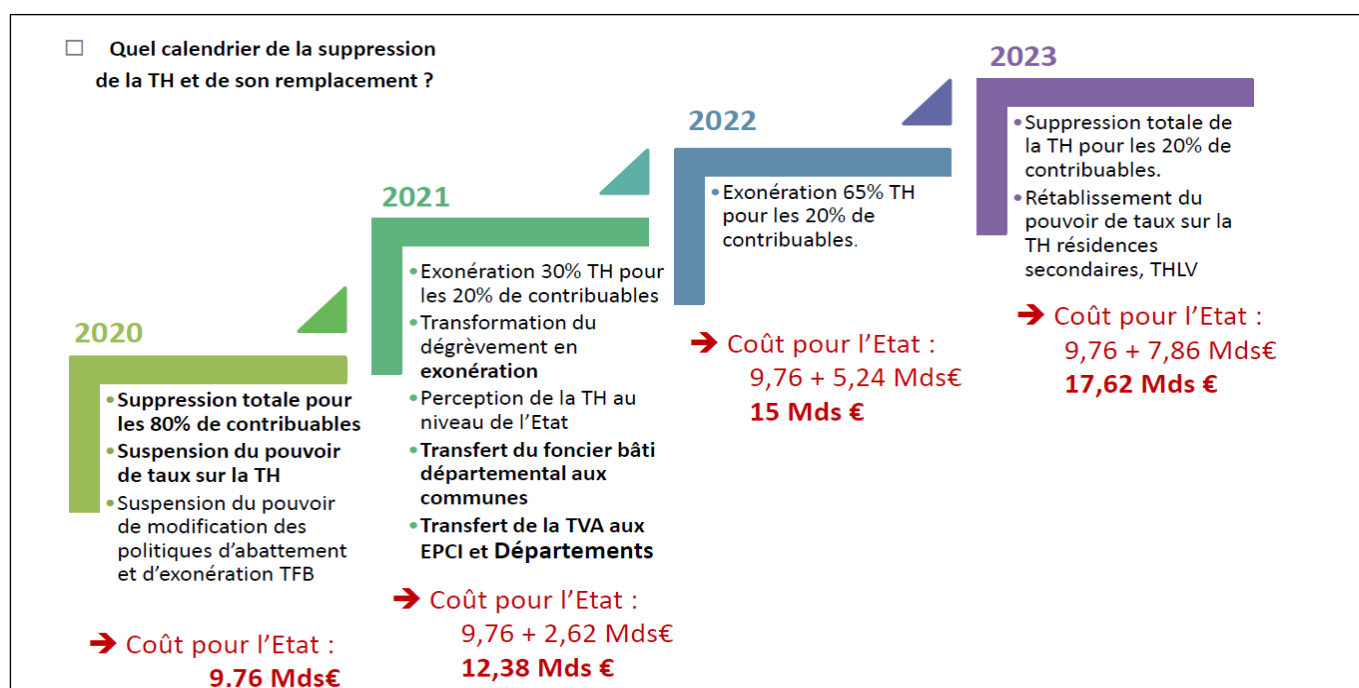 ☐ Quel calendrier de la suppression
de la TH et de son remplacement ?
2020
•Suppression totale pour
les 80% de contribuables
•Suspension du pouvoir
de taux sur la TH
•Suspension du pouvoir
de modification des
politiques d’abattement
et d’exonération TFB
➔ Coût pour l’Etat :
9.76 Mds€
2021
•Exonération 30% TH pour
les 20% de contribuables
•Transformation du
dégrèvement en
exonération
•Perception de la TH au
niveau de l’Etat
•Transfert du foncier bâti
départemental aux
communes
•Transfert de la TVA aux
EPCI et Départements
➔ Coût pour l’Etat :
9,76 + 2,62 Mds€
12,38 Mds €
2022
•Exonération 65% TH
pour les 20% de
contribuables.
➔ Coût pour l’Etat :
9,76 + 5,24 Mds€
15 Mds €
2023
•Suppression totale de
la TH pour les 20% de
contribuables.
•Rétablissement du
pouvoir de taux sur la
TH résidences
secondaires, THLV
➔ Coût pour l’Etat :
9,76 + 7,86 Mds€
17,62 Mds €